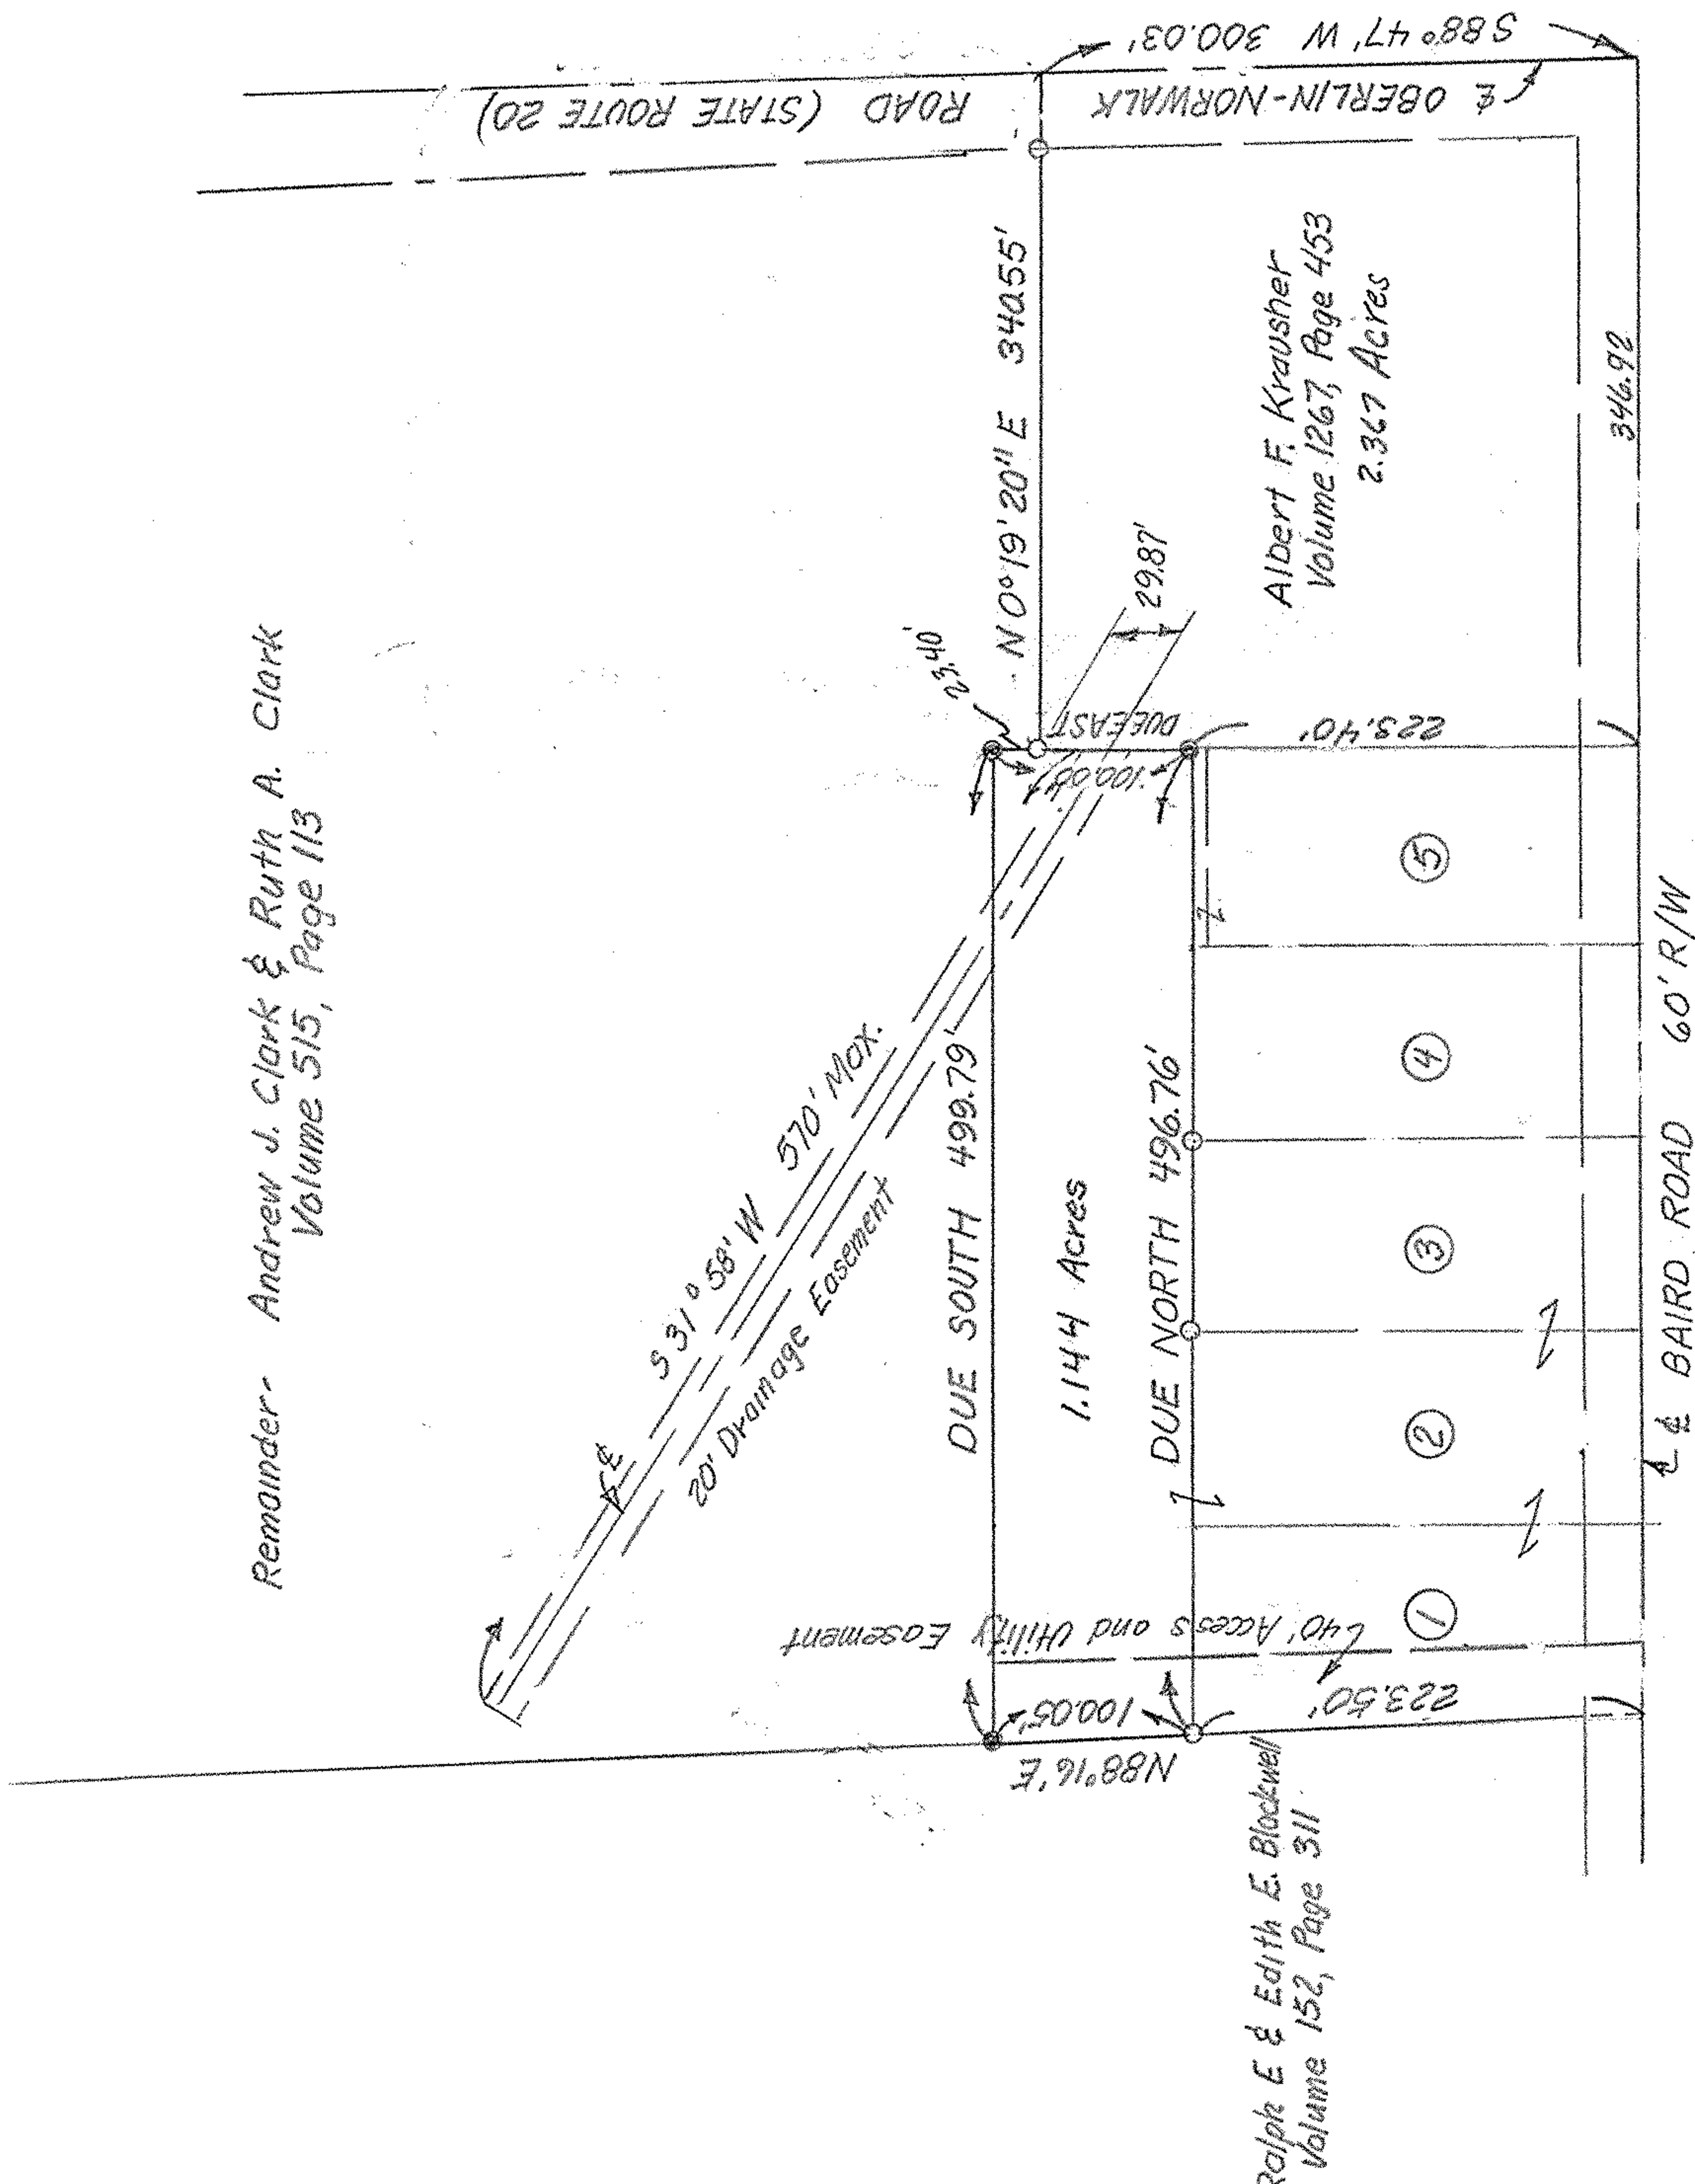 S 88° 47' W 300.03'
₵ OBERLIN-NORWALK ROAD (STATE ROUTE 20)
Remainder- Andrew J. Clark & Ruth A. Clark
Volume 515, Page 113
N 0° 19' 20" E 340.55'
23.40'
29.87'
DUE EAST
100.00'
223.40'
Albert F. Krausher
Volume 1267, Page 453
2.367 Acres
346.92
S 31° 58' W 570' Max.
20' Drainage Easement
₵
DUE SOUTH 499.79'
1.144 Acres
DUE NORTH 496.76'
5
4
3
2
1
40' Access and Utility Easement
100.05'
N 88° 16' E
223.50'
Ralph E & Edith E. Blackwell
Volume 152, Page 311
₵ BAIRD ROAD 60' R/W